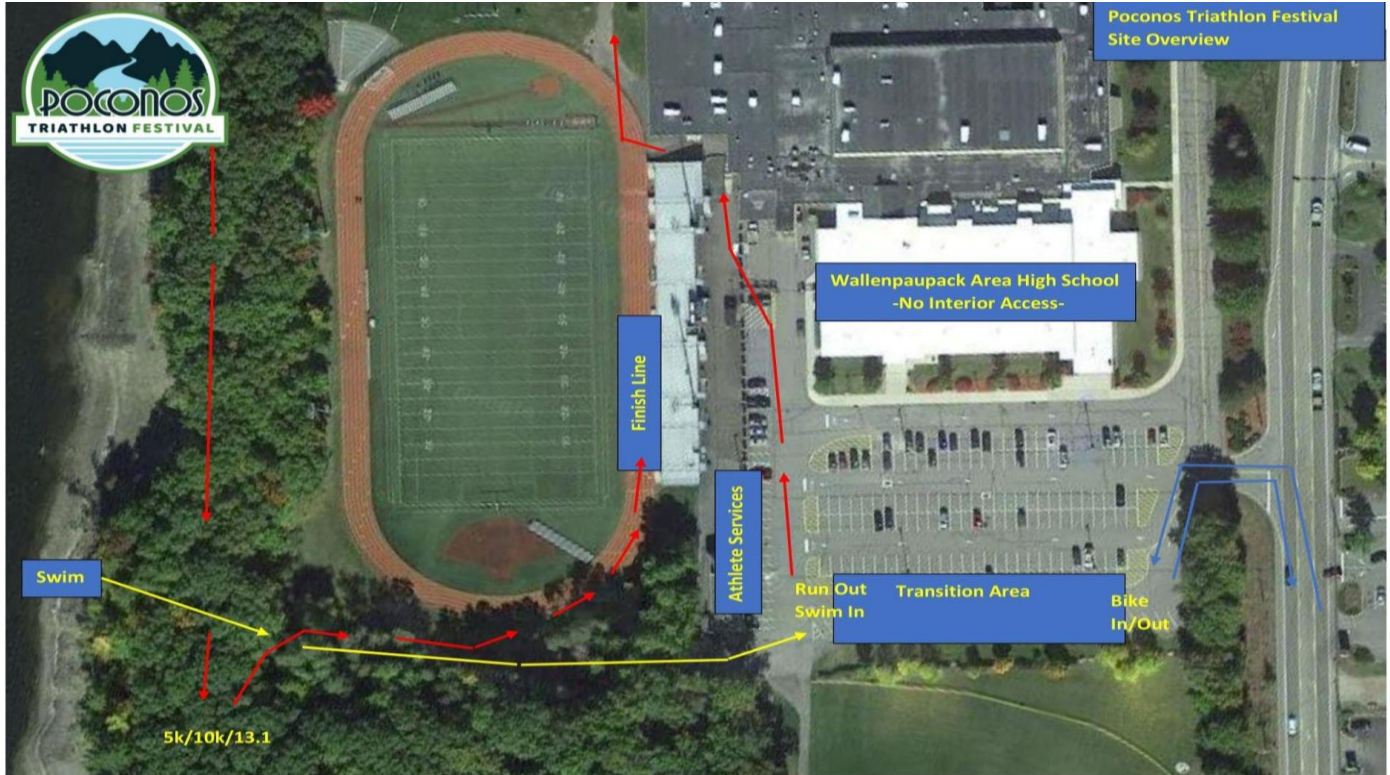 POCONOS
TRIATHLON FESTIVAL
Poconos Triathlon Festival
Site Overview
Wallenpaupack Area High School
-No Interior Access-
Finish Line
Athlete Services
Swim
Run Out
Swim In
Transition Area
Bike
In/Out
5k/10k/13.1